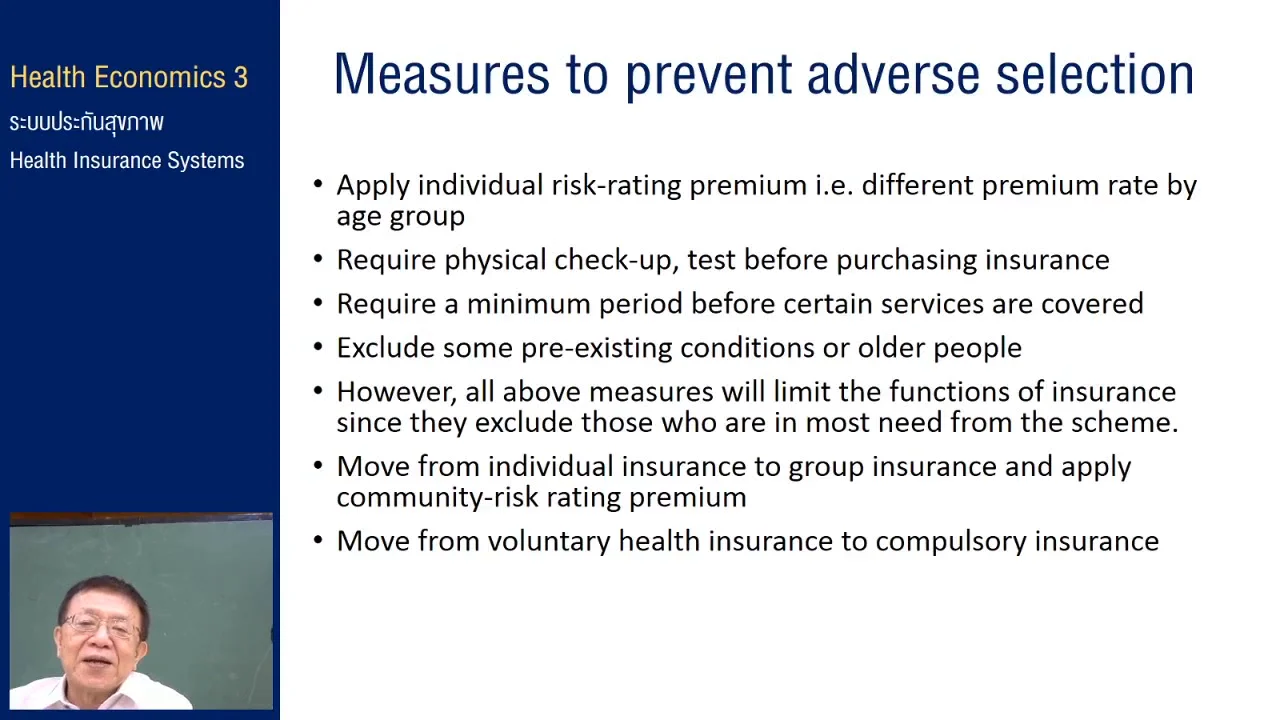 Health Economics 3
ระบบประกันสุขภาพ
Health Insurance Systems
Measures to prevent adverse selection
• Apply individual risk-rating premium i.e. different premium rate by
age group
• Require physical check-up, test before purchasing insurance
• Require a minimum period before certain services are covered
• Exclude some pre-existing conditions or older people
• However, all above measures will limit the functions of insurance
since they exclude those who are in most need from the scheme.
• Move from individual insurance to group insurance and apply
community-risk rating premium
• Move from voluntary health insurance to compulsory insurance